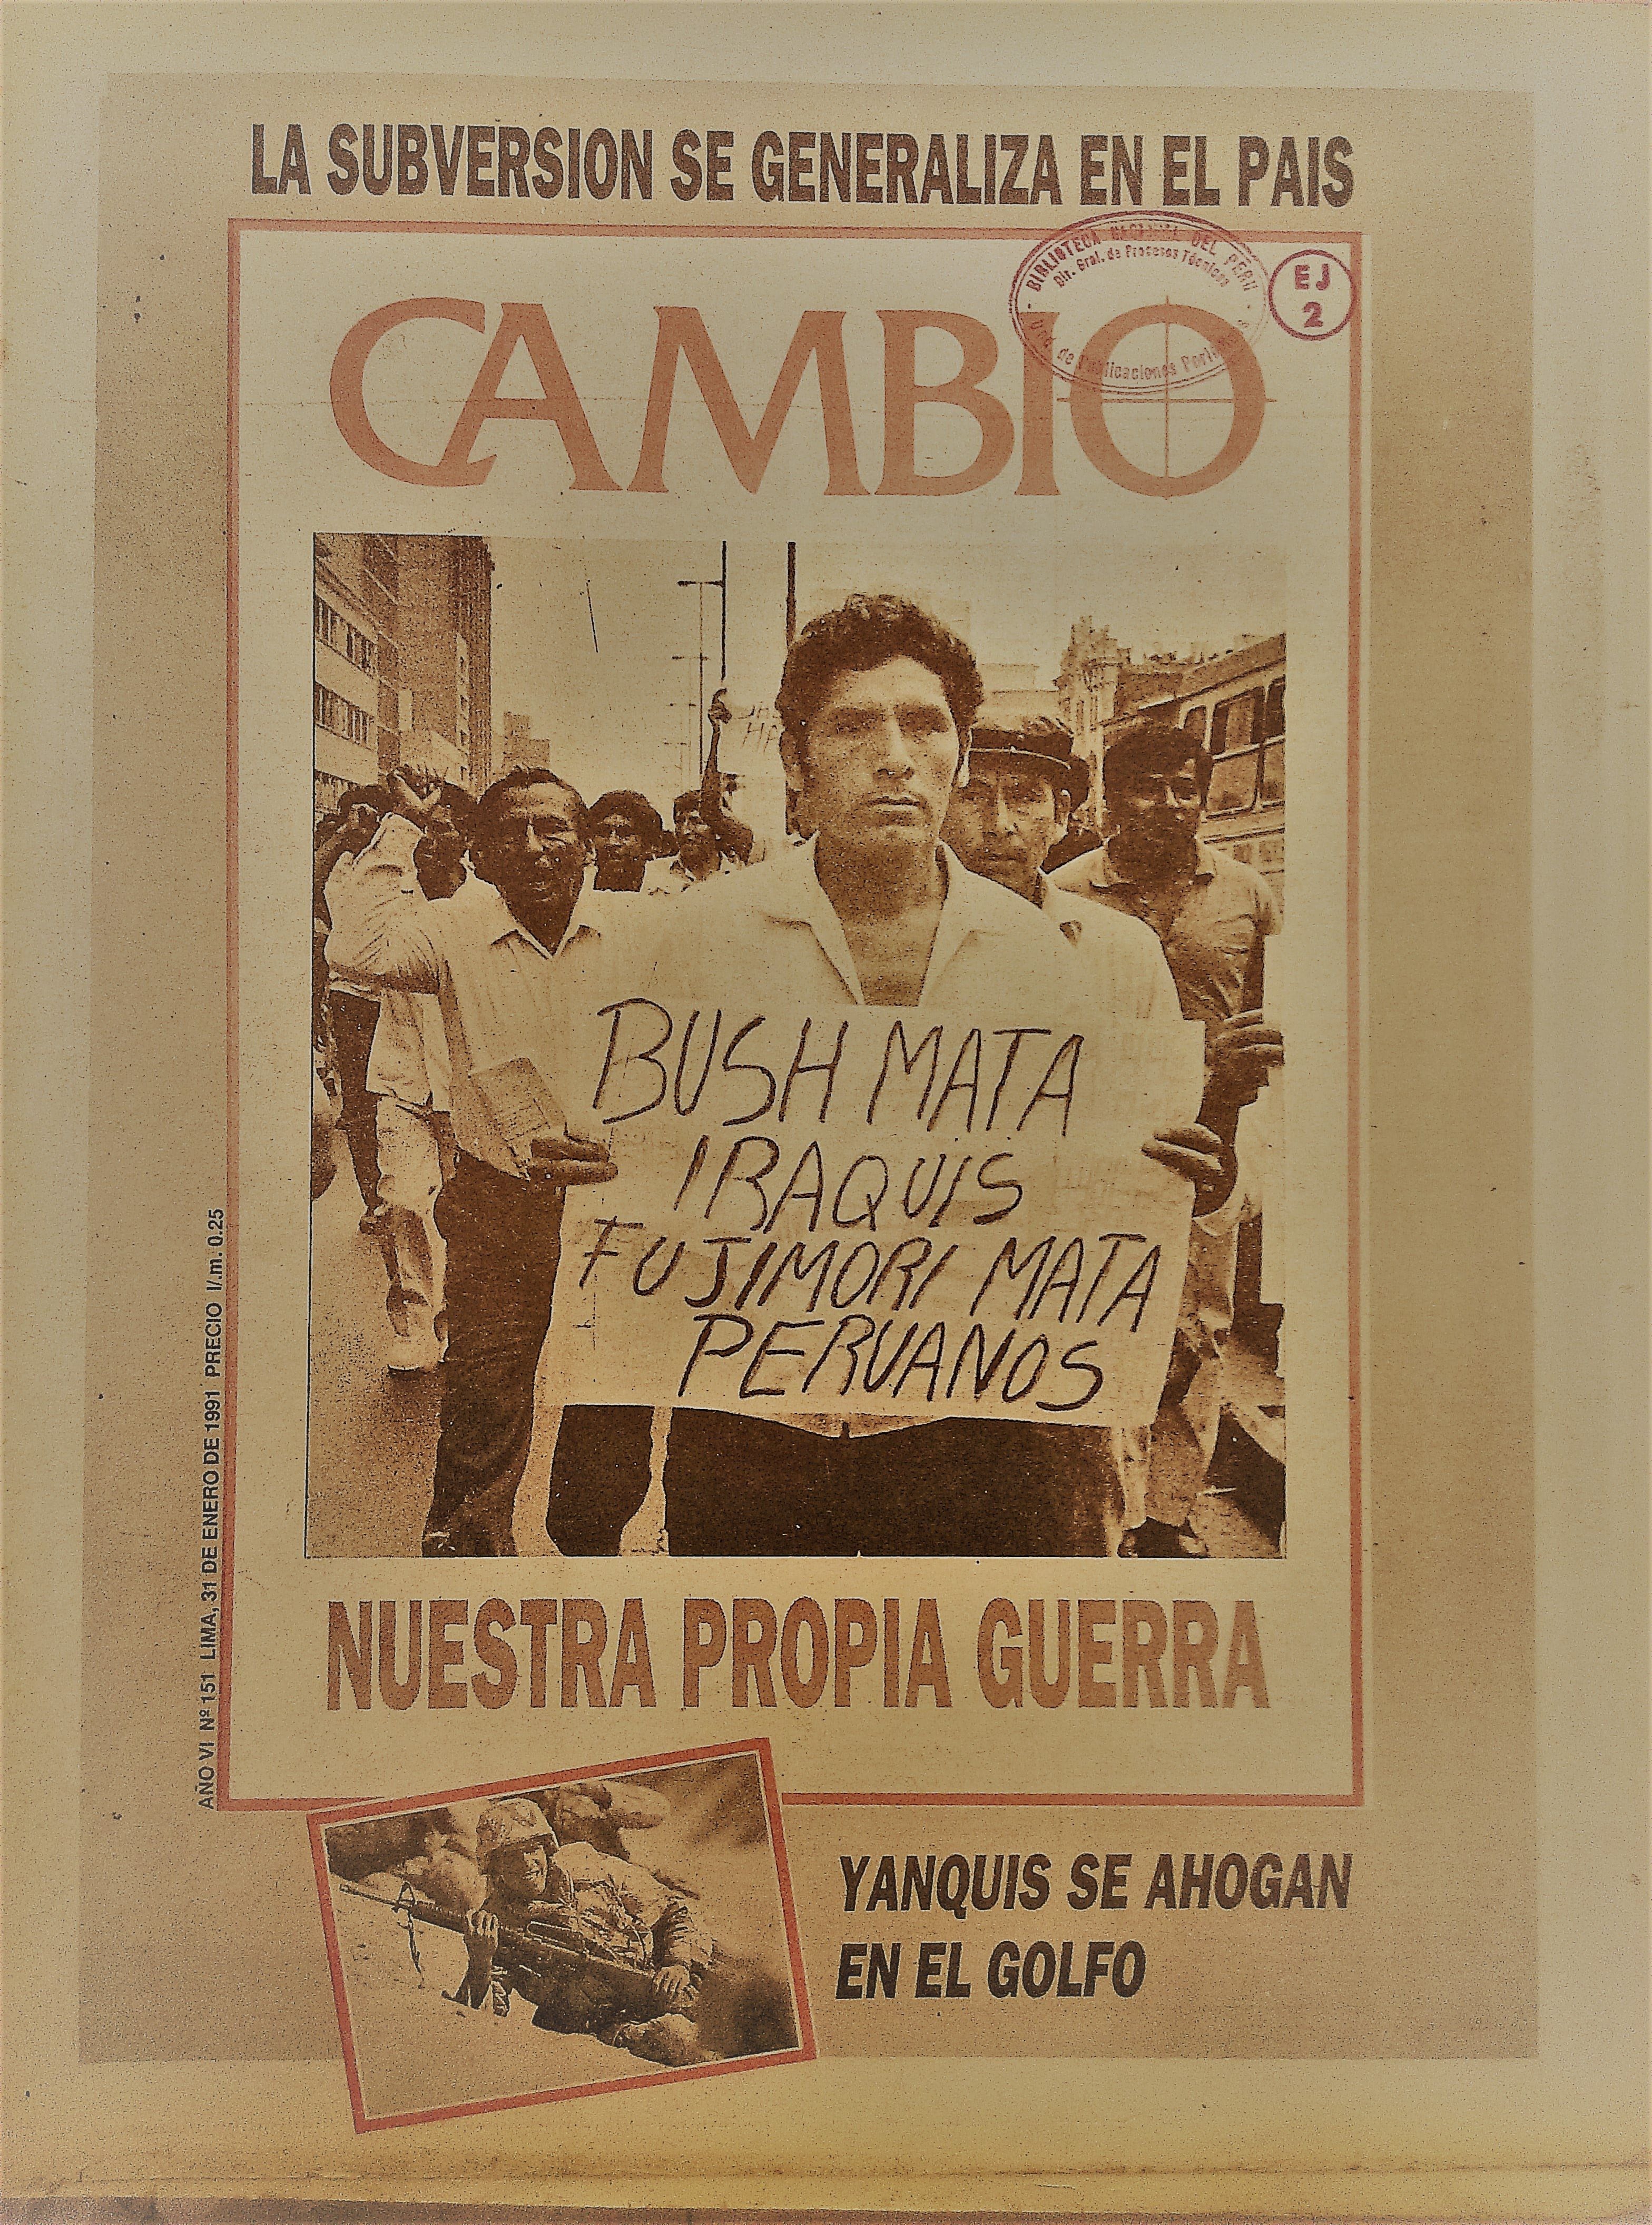 LA SUBVERSION SE GENERALIZA EN EL PAIS
BIBLIOTECA NACIONAL DEL PERU
Dir. Gral. de Procesos Técnicos
de Publicaciones
EJ
2
CAMBIO
BUSH MATA
IRAQUIS
FUJIMORI MATA
PERUANOS
AÑO VI Nº 151 LIMA, 31 DE ENERO DE 1991 PRECIO I/.m. 0.25
NUESTRA PROPIA GUERRA
YANQUIS SE AHOGAN
EN EL GOLFO